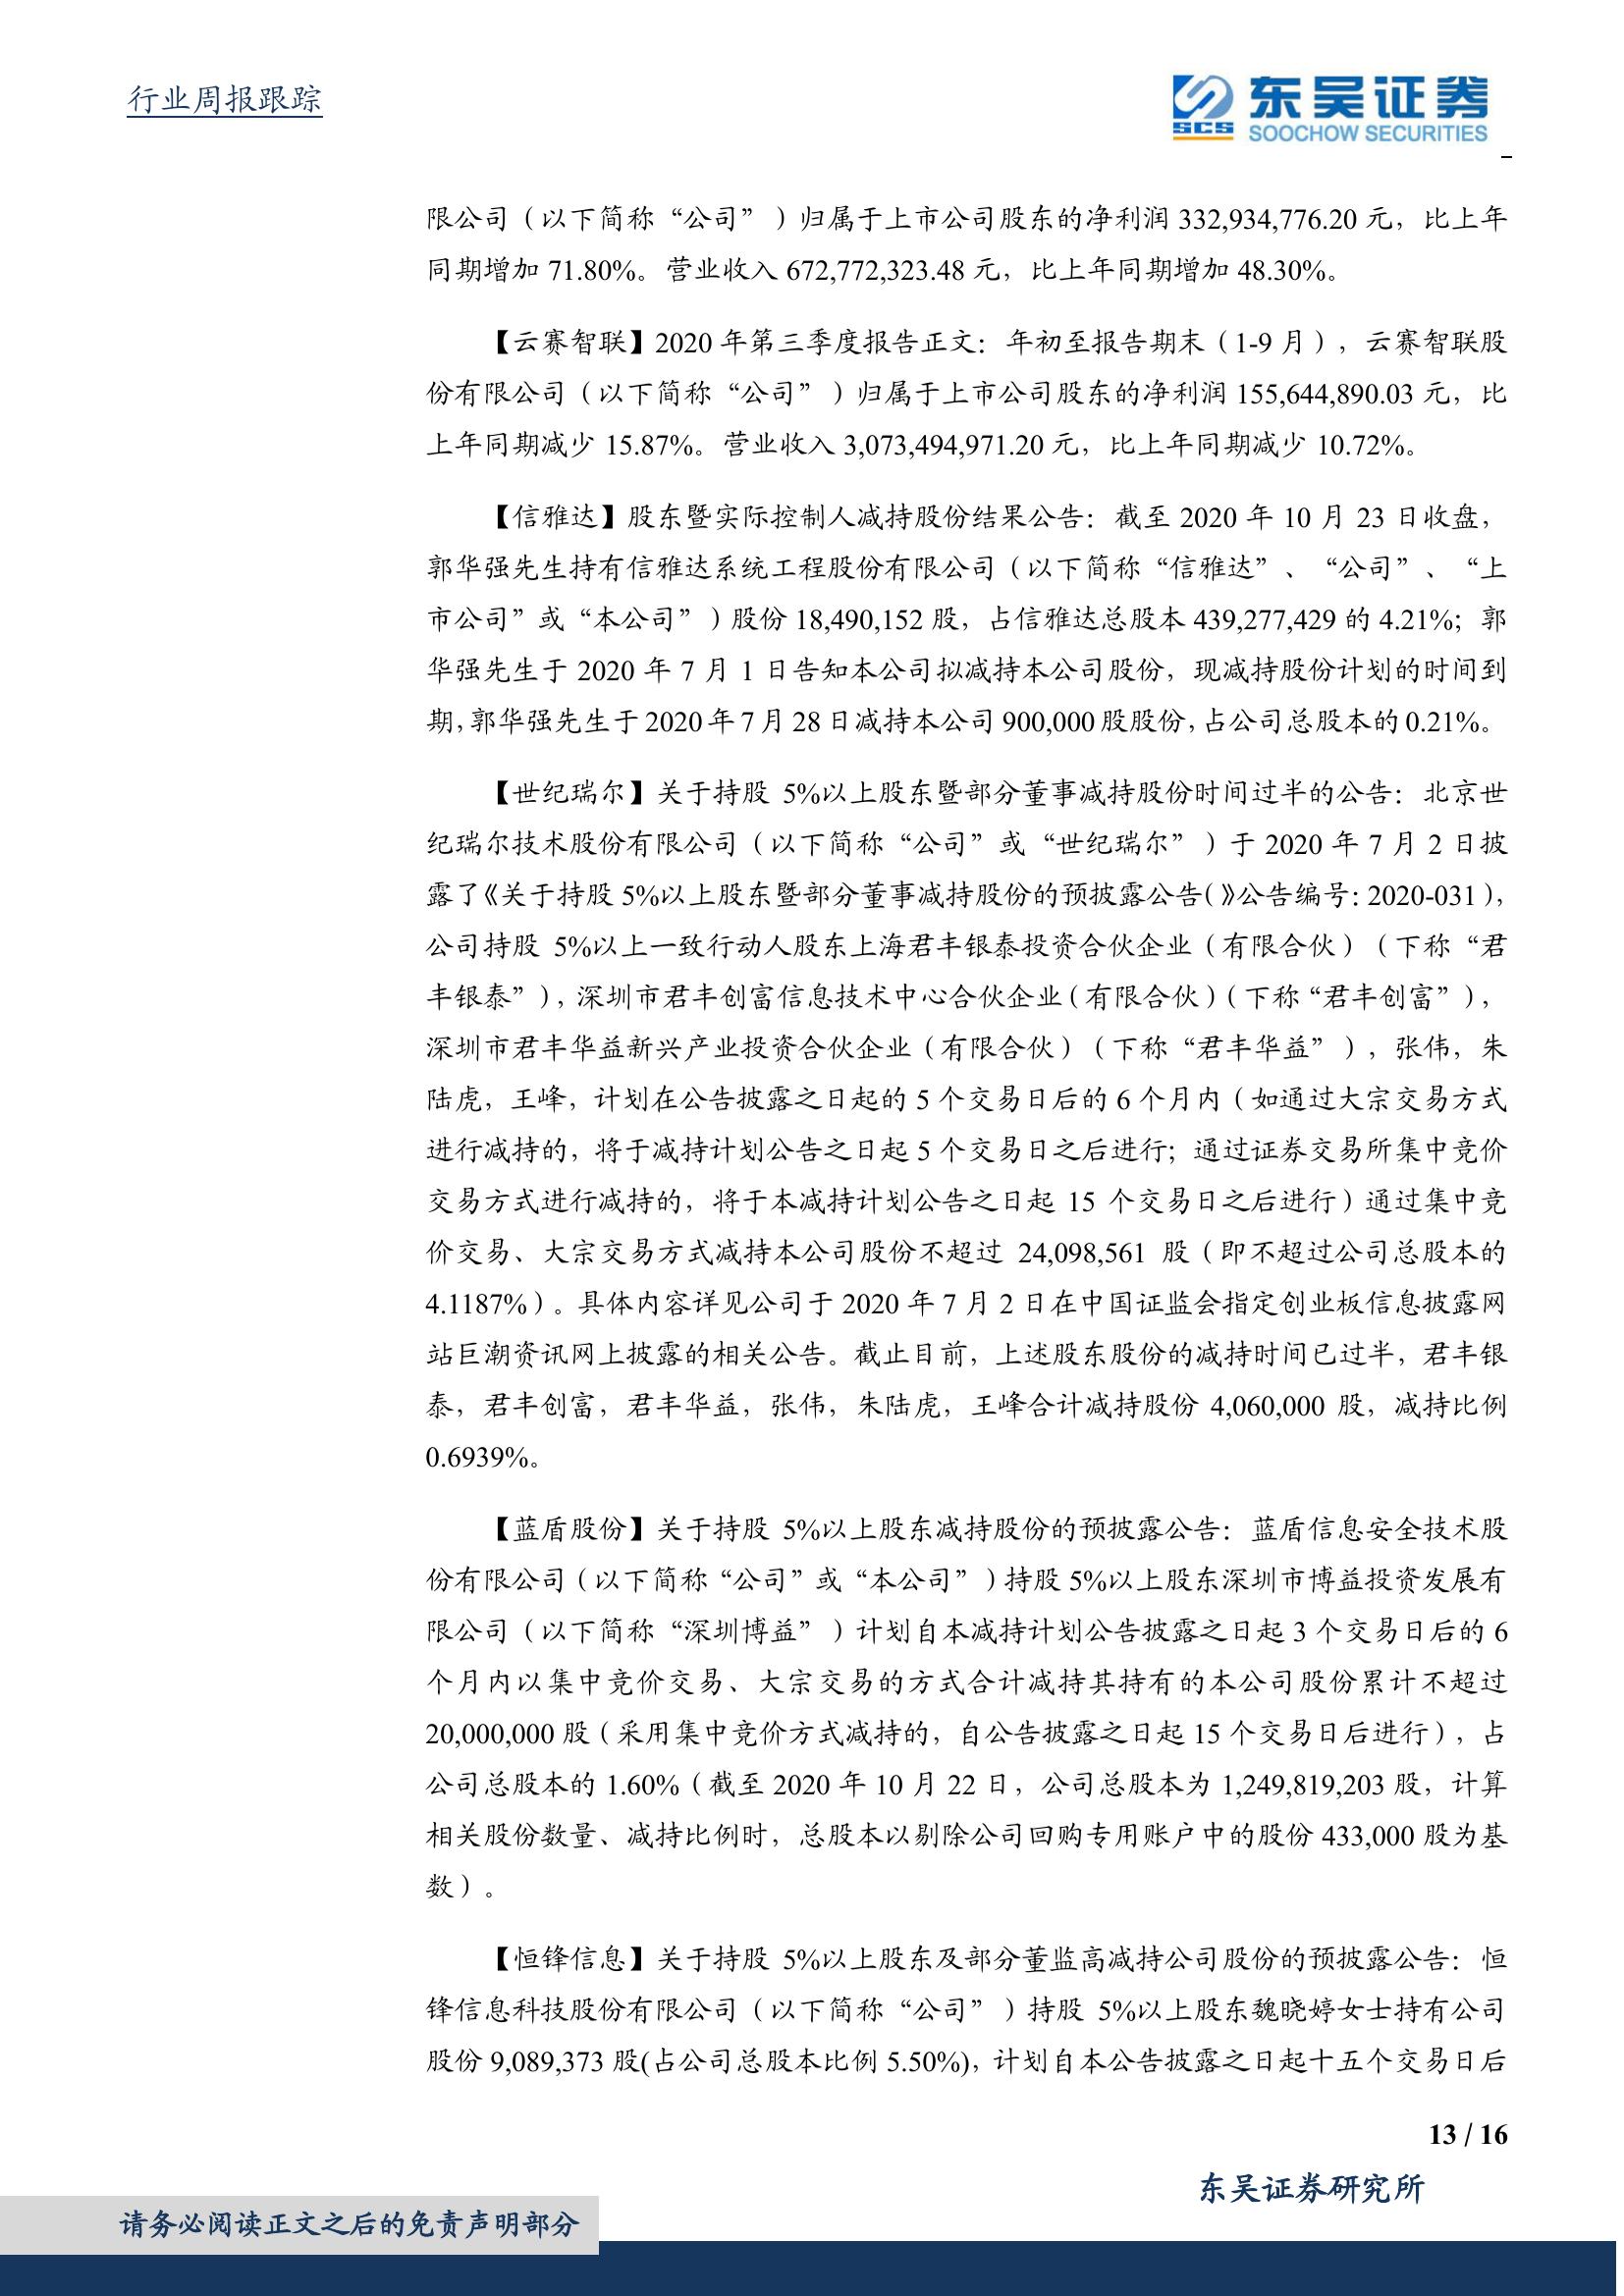 行业周报跟踪
SCS
东吴证券
SOOCHOW SECURITIES
限公司（以下简称“公司”）归属于上市公司股东的净利润 332,934,776.20 元，比上年
同期增加 71.80%。营业收入 672,772,323.48 元，比上年同期增加 48.30%。
【云赛智联】2020 年第三季度报告正文：年初至报告期末（1-9 月），云赛智联股
份有限公司（以下简称“公司”）归属于上市公司股东的净利润 155,644,890.03 元，比
上年同期减少 15.87%。营业收入 3,073,494,971.20 元，比上年同期减少 10.72%。
【信雅达】股东暨实际控制人减持股份结果公告：截至 2020 年 10 月 23 日收盘，
郭华强先生持有信雅达系统工程股份有限公司（以下简称“信雅达”、“公司”、“上
市公司”或“本公司”）股份 18,490,152 股，占信雅达总股本 439,277,429 的 4.21%；郭
华强先生于 2020 年 7 月 1 日告知本公司拟减持本公司股份，现减持股份计划的时间到
期，郭华强先生于 2020 年 7 月 28 日减持本公司 900,000 股股份，占公司总股本的 0.21%。
【世纪瑞尔】关于持股 5%以上股东暨部分董事减持股份时间过半的公告：北京世
纪瑞尔技术股份有限公司（以下简称“公司”或“世纪瑞尔”）于 2020 年 7 月 2 日披
露了《关于持股 5%以上股东暨部分董事减持股份的预披露公告（》公告编号：2020-031），
公司持股 5%以上一致行动人股东上海君丰银泰投资合伙企业（有限合伙）（下称“君
丰银泰”），深圳市君丰创富信息技术中心合伙企业（有限合伙）（下称“君丰创富”），
深圳市君丰华益新兴产业投资合伙企业（有限合伙）（下称“君丰华益”），张伟，朱
陆虎，王峰，计划在公告披露之日起的 5 个交易日后的 6 个月内（如通过大宗交易方式
进行减持的，将于减持计划公告之日起 5 个交易日之后进行；通过证券交易所集中竞价
交易方式进行减持的，将于本减持计划公告之日起 15 个交易日之后进行）通过集中竞
价交易、大宗交易方式减持本公司股份不超过 24,098,561 股（即不超过公司总股本的
4.1187%）。具体内容详见公司于 2020 年 7 月 2 日在中国证监会指定创业板信息披露网
站巨潮资讯网上披露的相关公告。截止目前，上述股东股份的减持时间已过半，君丰银
泰，君丰创富，君丰华益，张伟，朱陆虎，王峰合计减持股份 4,060,000 股，减持比例
0.6939%。
【蓝盾股份】关于持股 5%以上股东减持股份的预披露公告：蓝盾信息安全技术股
份有限公司（以下简称“公司”或“本公司”）持股 5%以上股东深圳市博益投资发展有
限公司（以下简称“深圳博益”）计划自本减持计划公告披露之日起 3 个交易日后的 6
个月内以集中竞价交易、大宗交易的方式合计减持其持有的本公司股份累计不超过
20,000,000 股（采用集中竞价方式减持的，自公告披露之日起 15 个交易日后进行），占
公司总股本的 1.60%（截至 2020 年 10 月 22 日，公司总股本为 1,249,819,203 股，计算
相关股份数量、减持比例时，总股本以剔除公司回购专用账户中的股份 433,000 股为基
数）。
【恒锋信息】关于持股 5%以上股东及部分董监高减持公司股份的预披露公告：恒
锋信息科技股份有限公司（以下简称“公司”）持股 5%以上股东魏晓婷女士持有公司
股份 9,089,373 股(占公司总股本比例 5.50%)，计划自本公告披露之日起十五个交易日后
13 / 16
东吴证券研究所
请务必阅读正文之后的免责声明部分